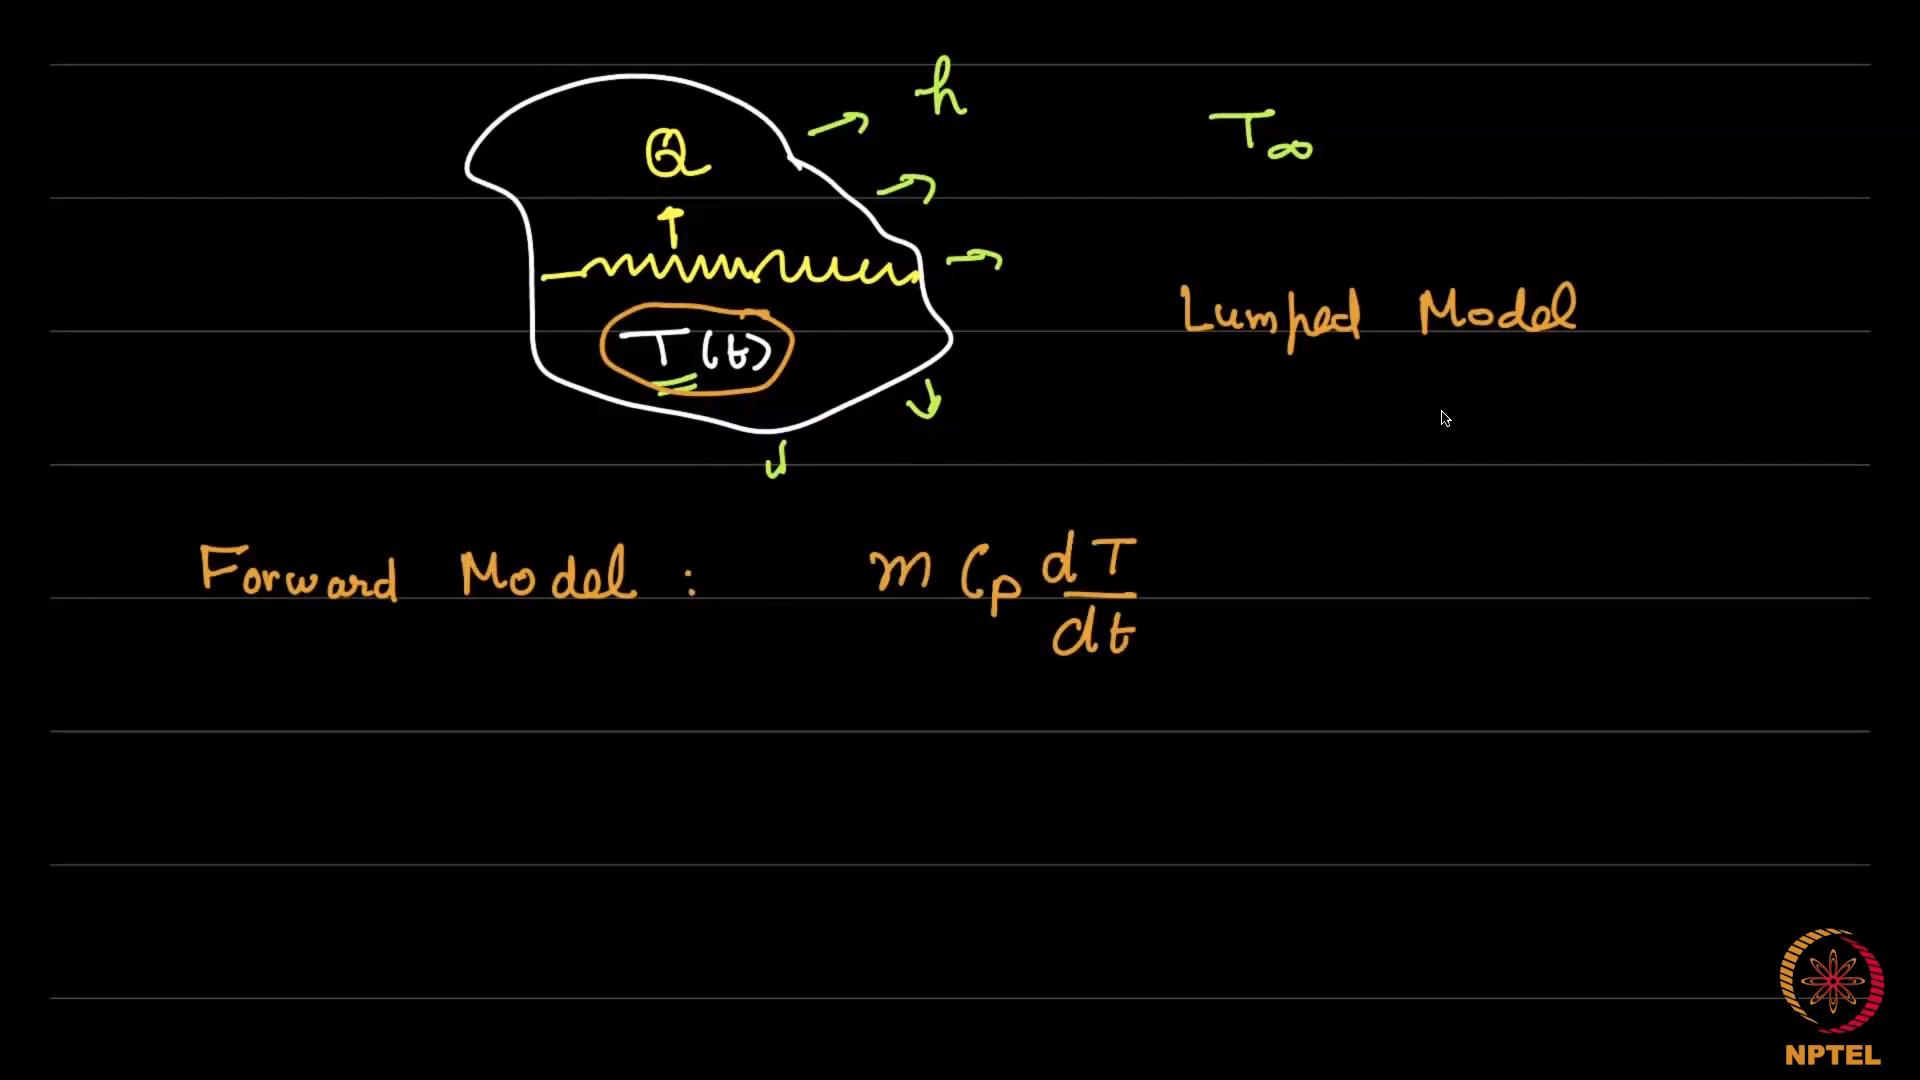 h
T∞
Q
T(t)
Lumped Model
Forward Model : m Cp dT/dt
NPTEL